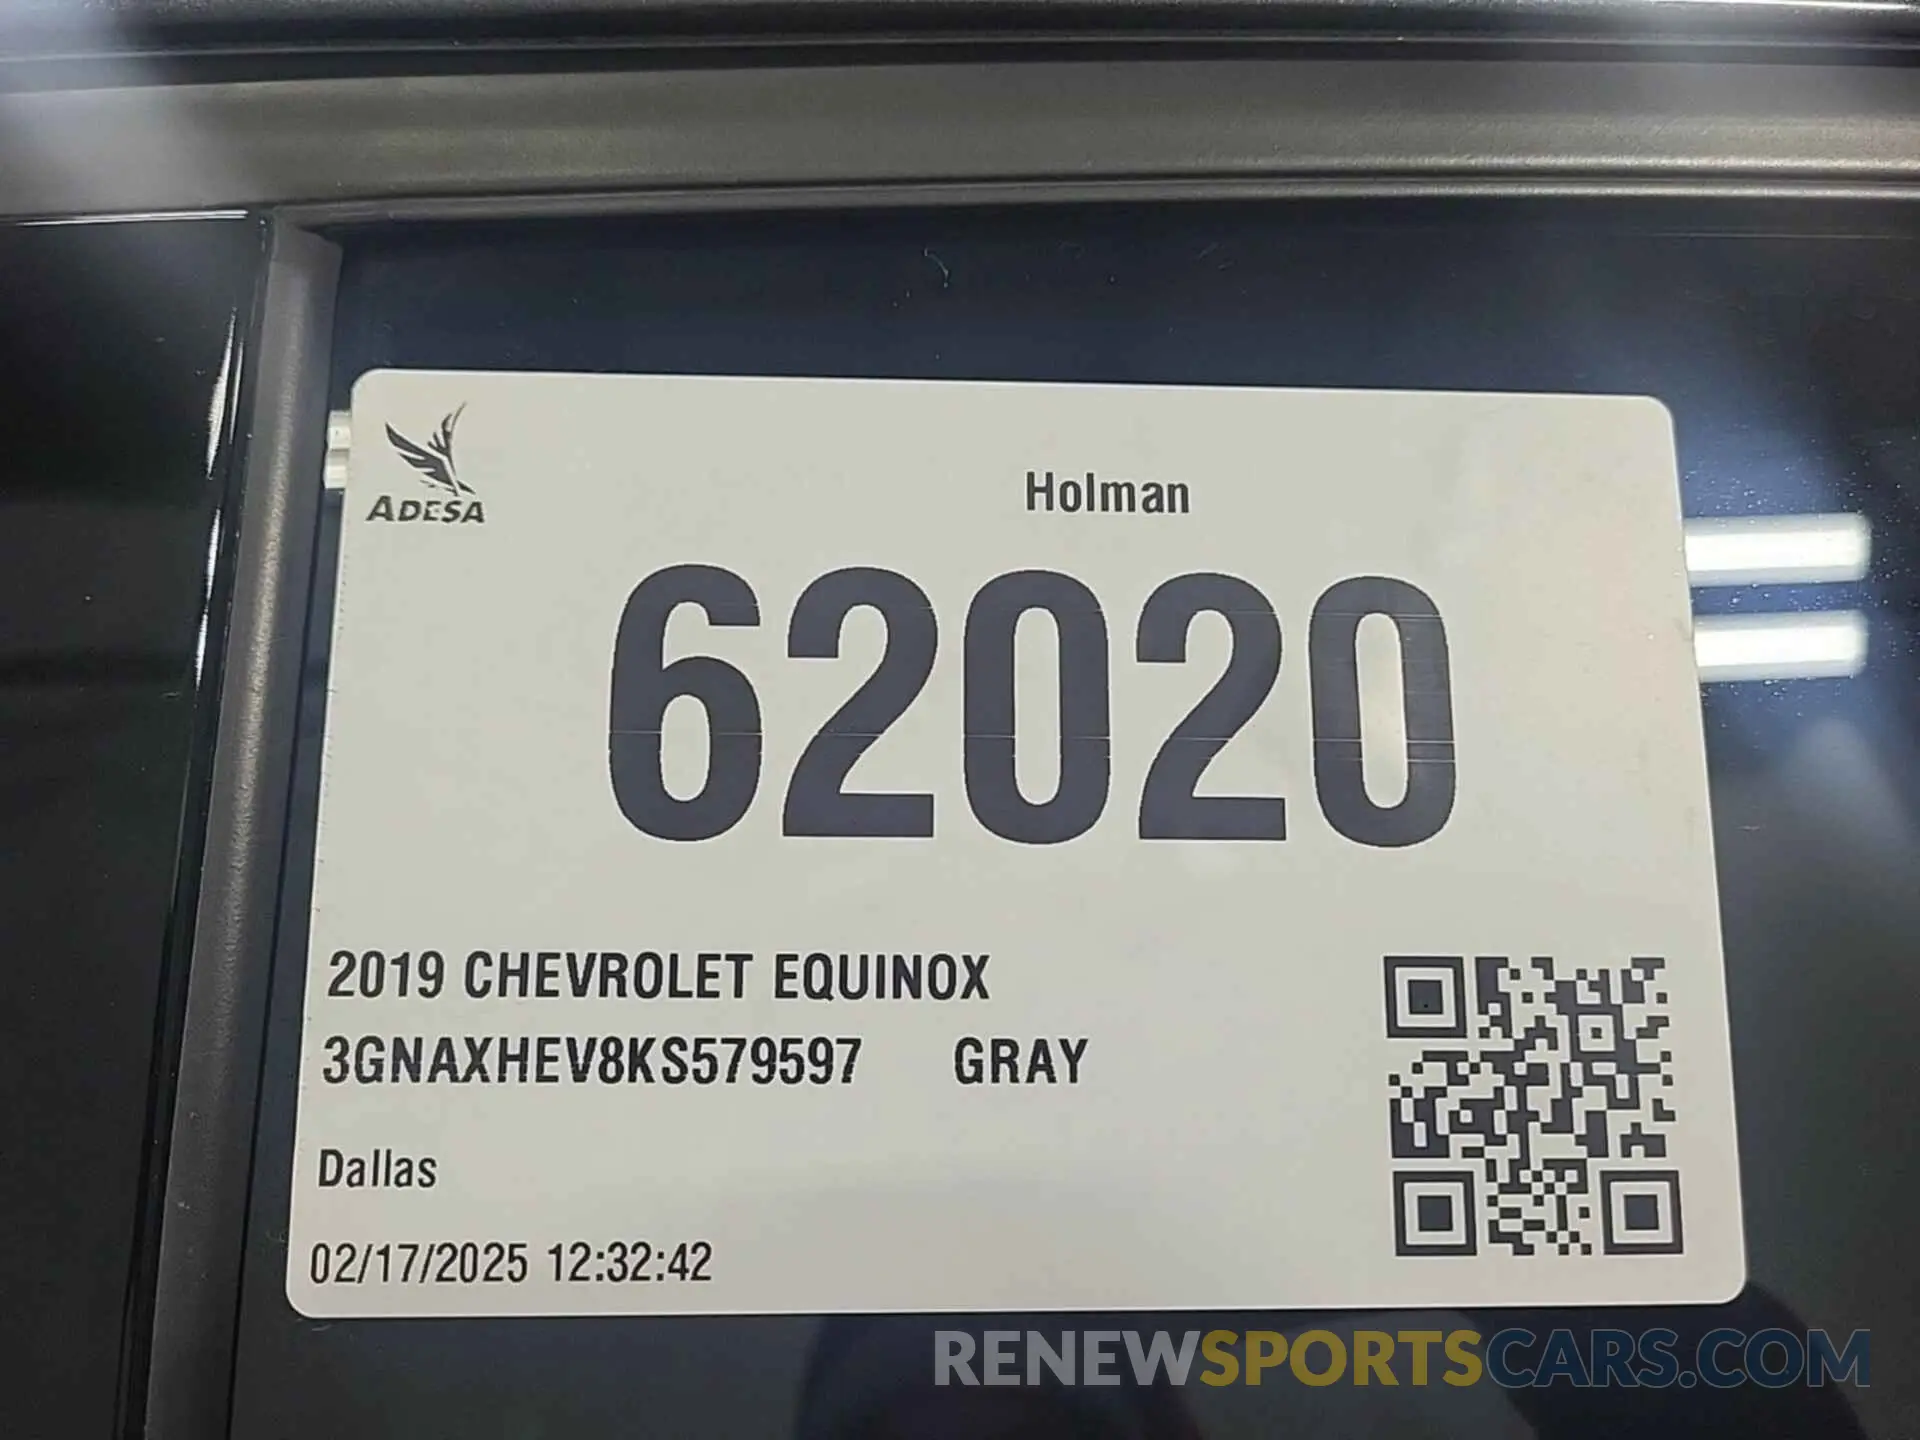 ADESA
Holman
62020
2019 CHEVROLET EQUINOX
3GNAXHEV8KS579597 GRAY
Dallas
02/17/2025 12:32:42
RENEWSPORTSCARS.COM